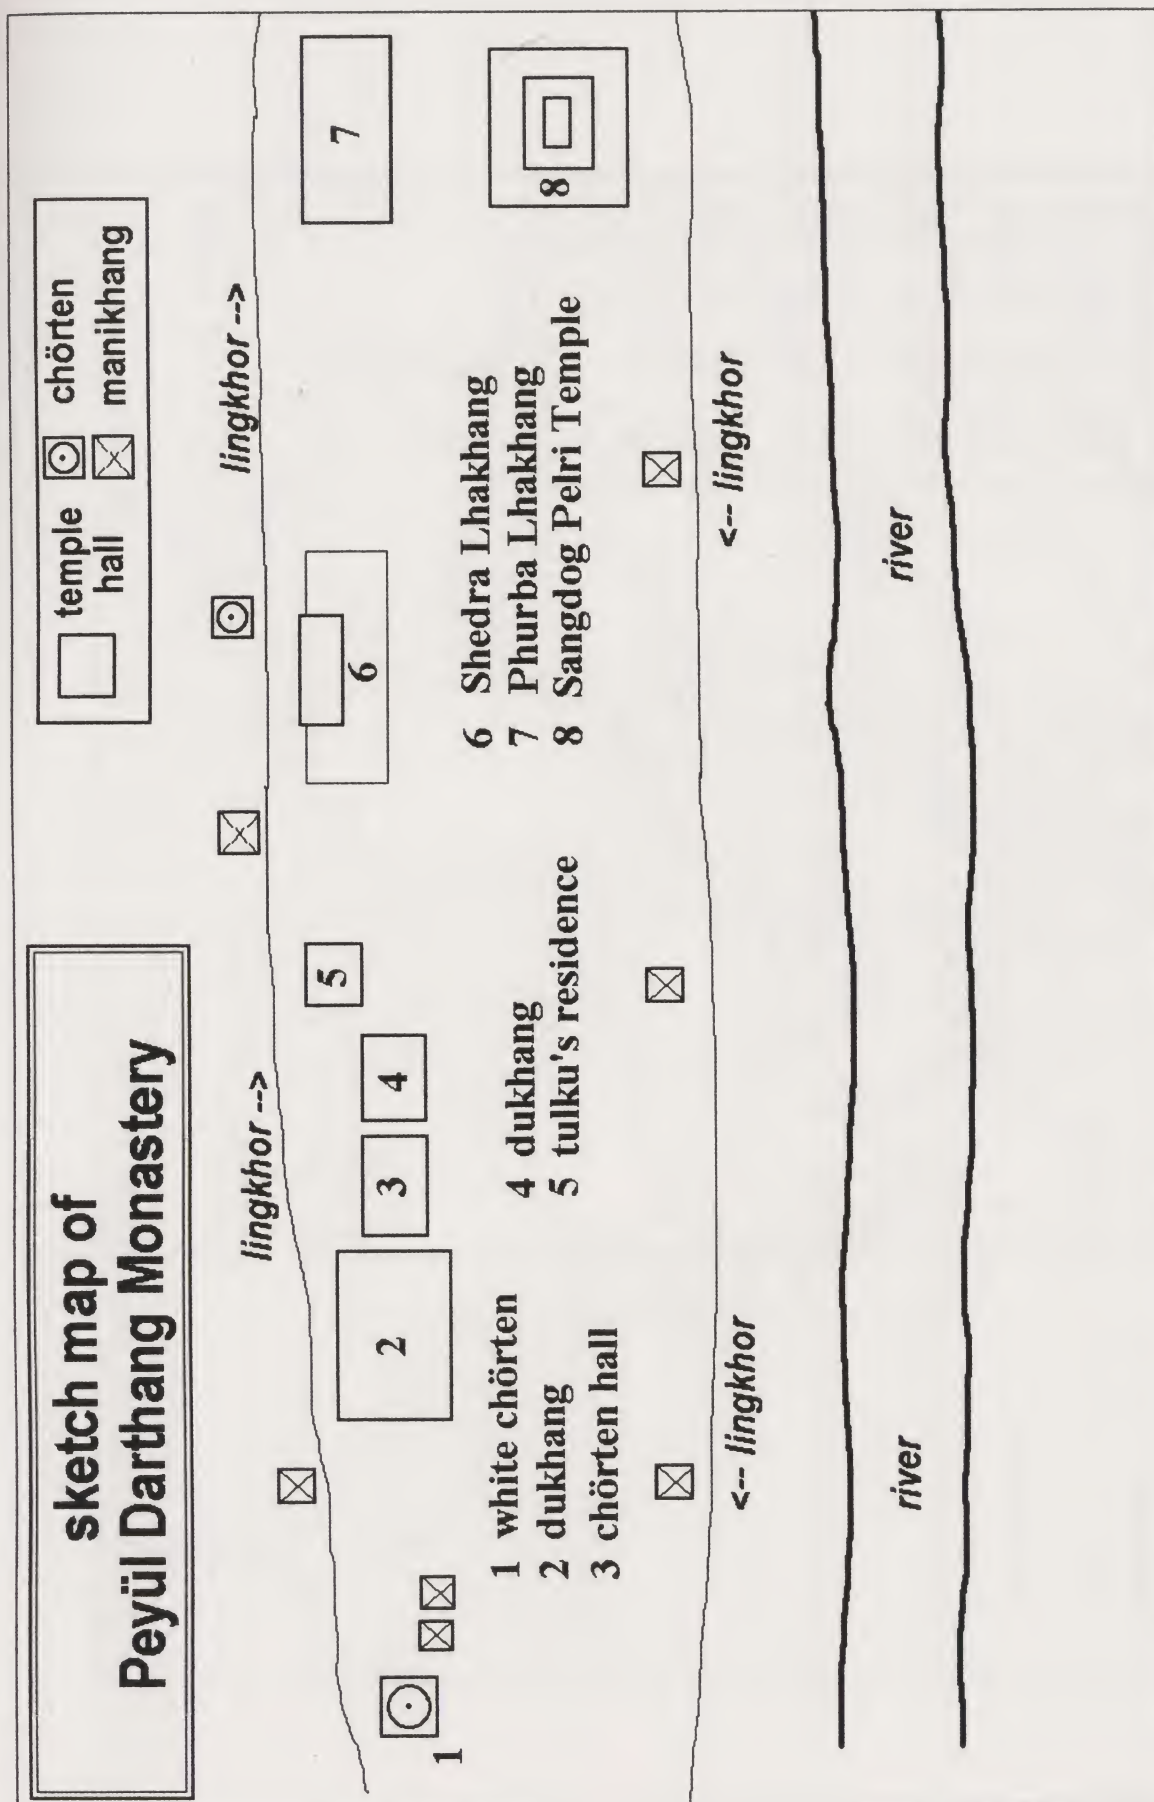 sketch map of
Peyül Darthang Monastery
temple
hall
chörten
manikhang
lingkhor -->
lingkhor -->
1
2
3
4
5
6
7
8
1 white chörten
2 dukhang
3 chörten hall
4 dukhang
5 tulku's residence
6 Shedra Lhakhang
7 Phurba Lhakhang
8 Sangdog Pelri Temple
<-- lingkhor
<-- lingkhor
river
river